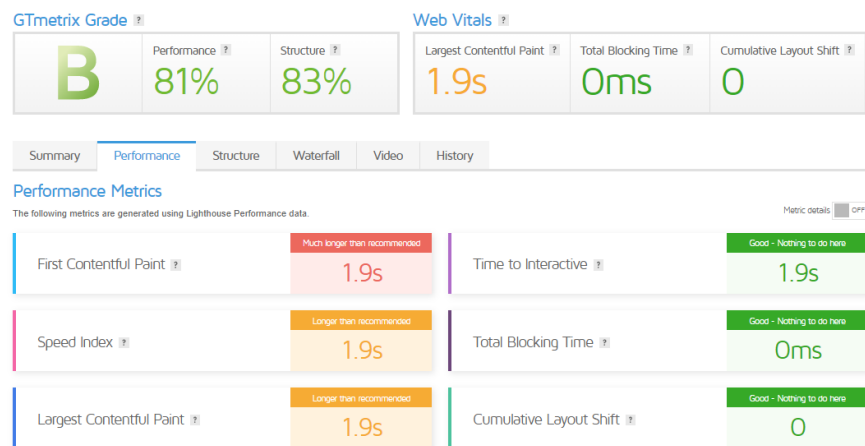 GTmetrix Grade ?
Web Vitals ?
B
Performance ?
81%
Structure ?
83%
Largest Contentful Paint ?
1.9s
Total Blocking Time ?
0ms
Cumulative Layout Shift ?
0
Summary Performance Structure Waterfall Video History
Performance Metrics
The following metrics are generated using Lighthouse Performance data.
Metric details OFF
First Contentful Paint ?
Much longer than recommended
1.9s
Time to Interactive ?
Good - Nothing to do here
1.9s
Speed Index ?
Longer than recommended
1.9s
Total Blocking Time ?
Good - Nothing to do here
0ms
Largest Contentful Paint ?
Longer than recommended
1.9s
Cumulative Layout Shift ?
Good - Nothing to do here
0